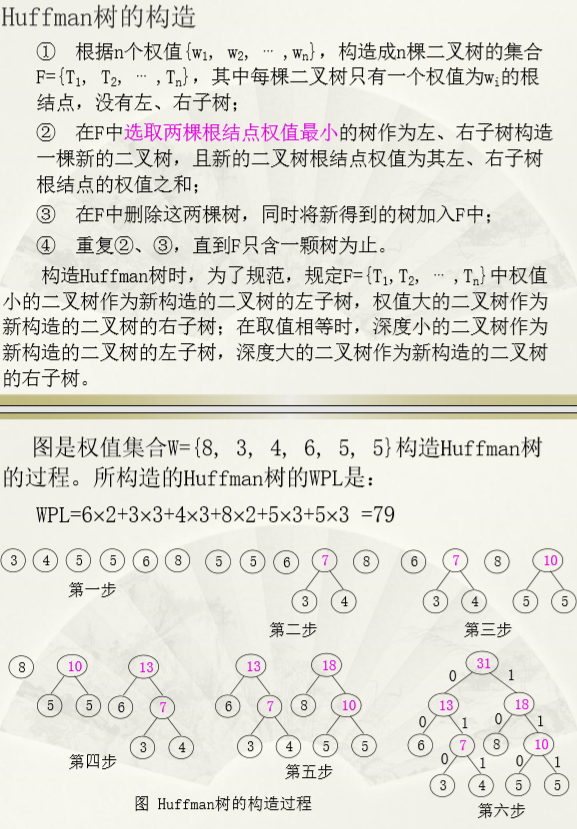 Huffman树的构造
① 根据n个权值{w₁, w₂, ⋯ ,wₙ}，构造成n棵二叉树的集合
F={T₁, T₂, ⋯ ,Tₙ}，其中每棵二叉树只有一个权值为wᵢ的根
结点，没有左、右子树；
② 在F中选取两棵根结点权值最小的树作为左、右子树构造
一棵新的二叉树，且新的二叉树根结点权值为其左、右子树
根结点的权值之和；
③ 在F中删除这两棵树，同时将新得到的树加入F中；
④ 重复②、③，直到F只含一颗树为止。
构造Huffman树时，为了规范，规定F={T₁,T₂, ⋯ ,Tₙ}中权值
小的二叉树作为新构造的二叉树的左子树，权值大的二叉树作为
新构造的二叉树的右子树；在取值相等时，深度小的二叉树作为
新构造的二叉树的左子树，深度大的二叉树作为新构造的二叉树
的右子树。
图是权值集合W={8, 3, 4, 6, 5, 5}构造Huffman树
的过程。所构造的Huffman树的WPL是：
WPL=6×2+3×3+4×3+8×2+5×3+5×3 =79
3 4 5 5 6 8
第一步
5 5 6 7 8
3 4
第二步
6 7 8 10
3 4 5 5
第三步
8 10 13
5 5 6 7
3 4
第四步
13 18
6 7 8 10
3 4 5 5
第五步
31
0 1
13 18
0 1 0 1
6 7 8 10
0 1 0 1
3 4 5 5
第六步
图 Huffman树的构造过程